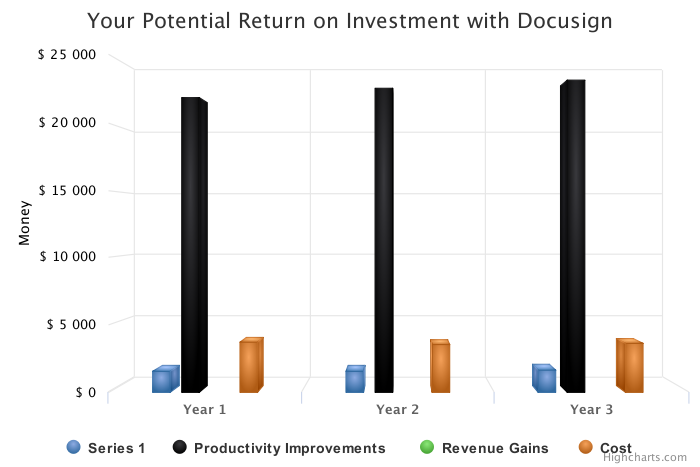 Your Potential Return on Investment with Docusign
$ 25 000
$ 20 000
$ 15 000
$ 10 000
$ 5 000
$ 0
Money
Year 1 Year 2 Year 3
Series 1 Productivity Improvements Revenue Gains Cost
Highcharts.com